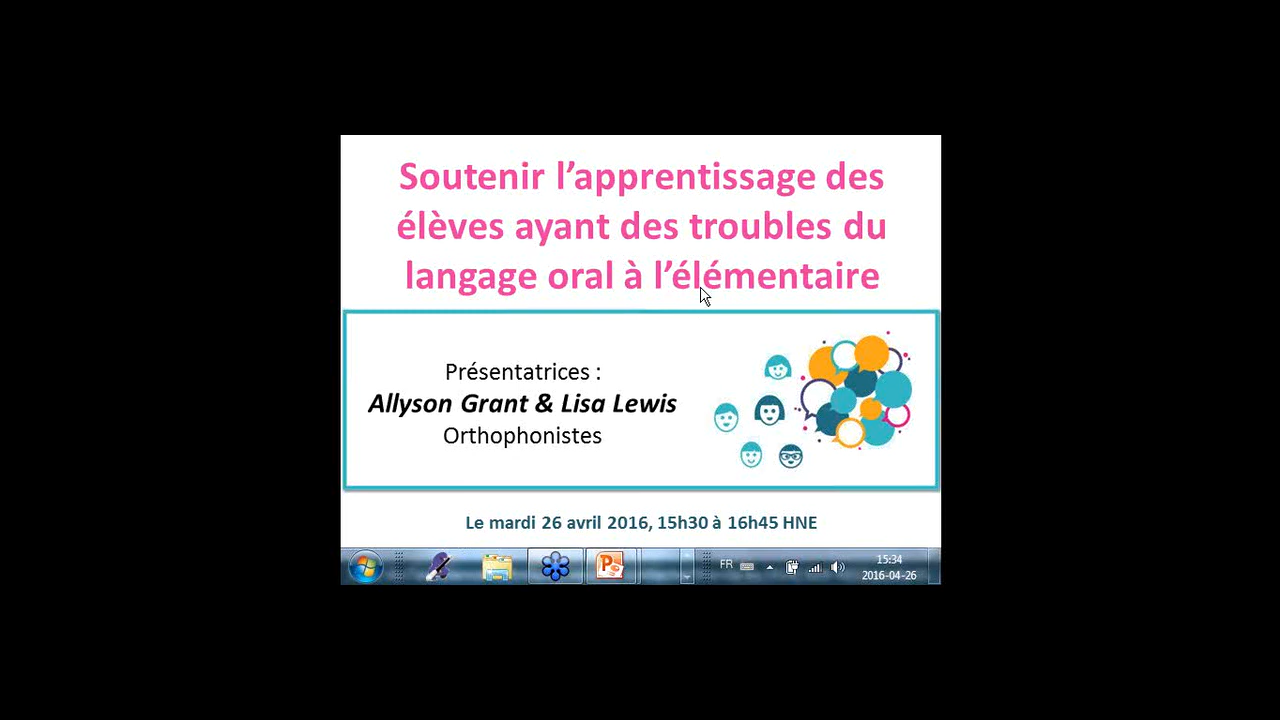 Soutenir l’apprentissage des
élèves ayant des troubles du
langage oral à l’élémentaire
Présentatrices :
Allyson Grant & Lisa Lewis
Orthophonistes
Le mardi 26 avril 2016, 15h30 à 16h45 HNE
FR
15:34
2016-04-26